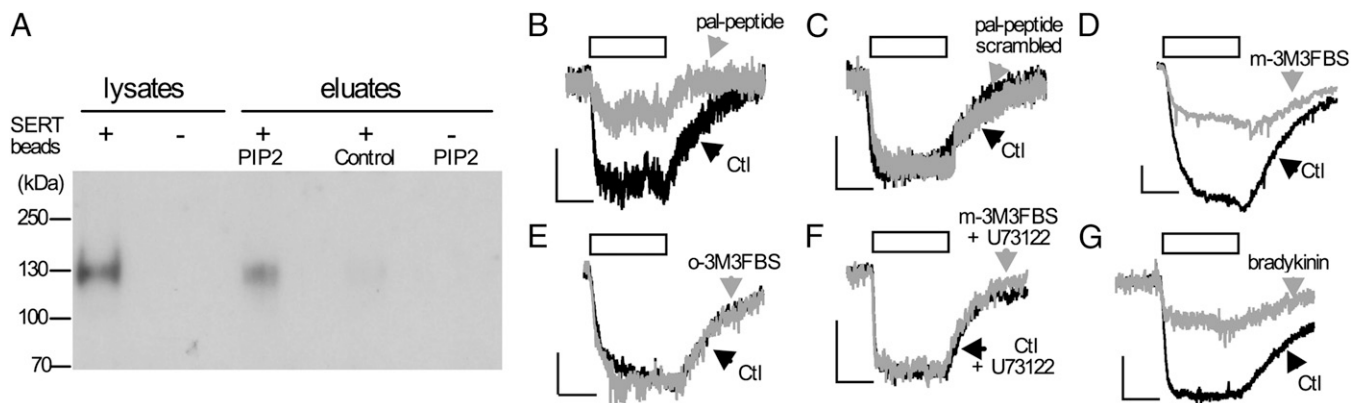 A
lysates eluates
SERT beads
+ - + + -
PIP2 Control PIP2
(kDa)
250
130
100
70
B
pal-peptide
Ctl
C
pal-peptide
scrambled
Ctl
D
m-3M3FBS
Ctl
E
o-3M3FBS
Ctl
F
m-3M3FBS
+ U73122
Ctl
+ U73122
G
bradykinin
Ctl